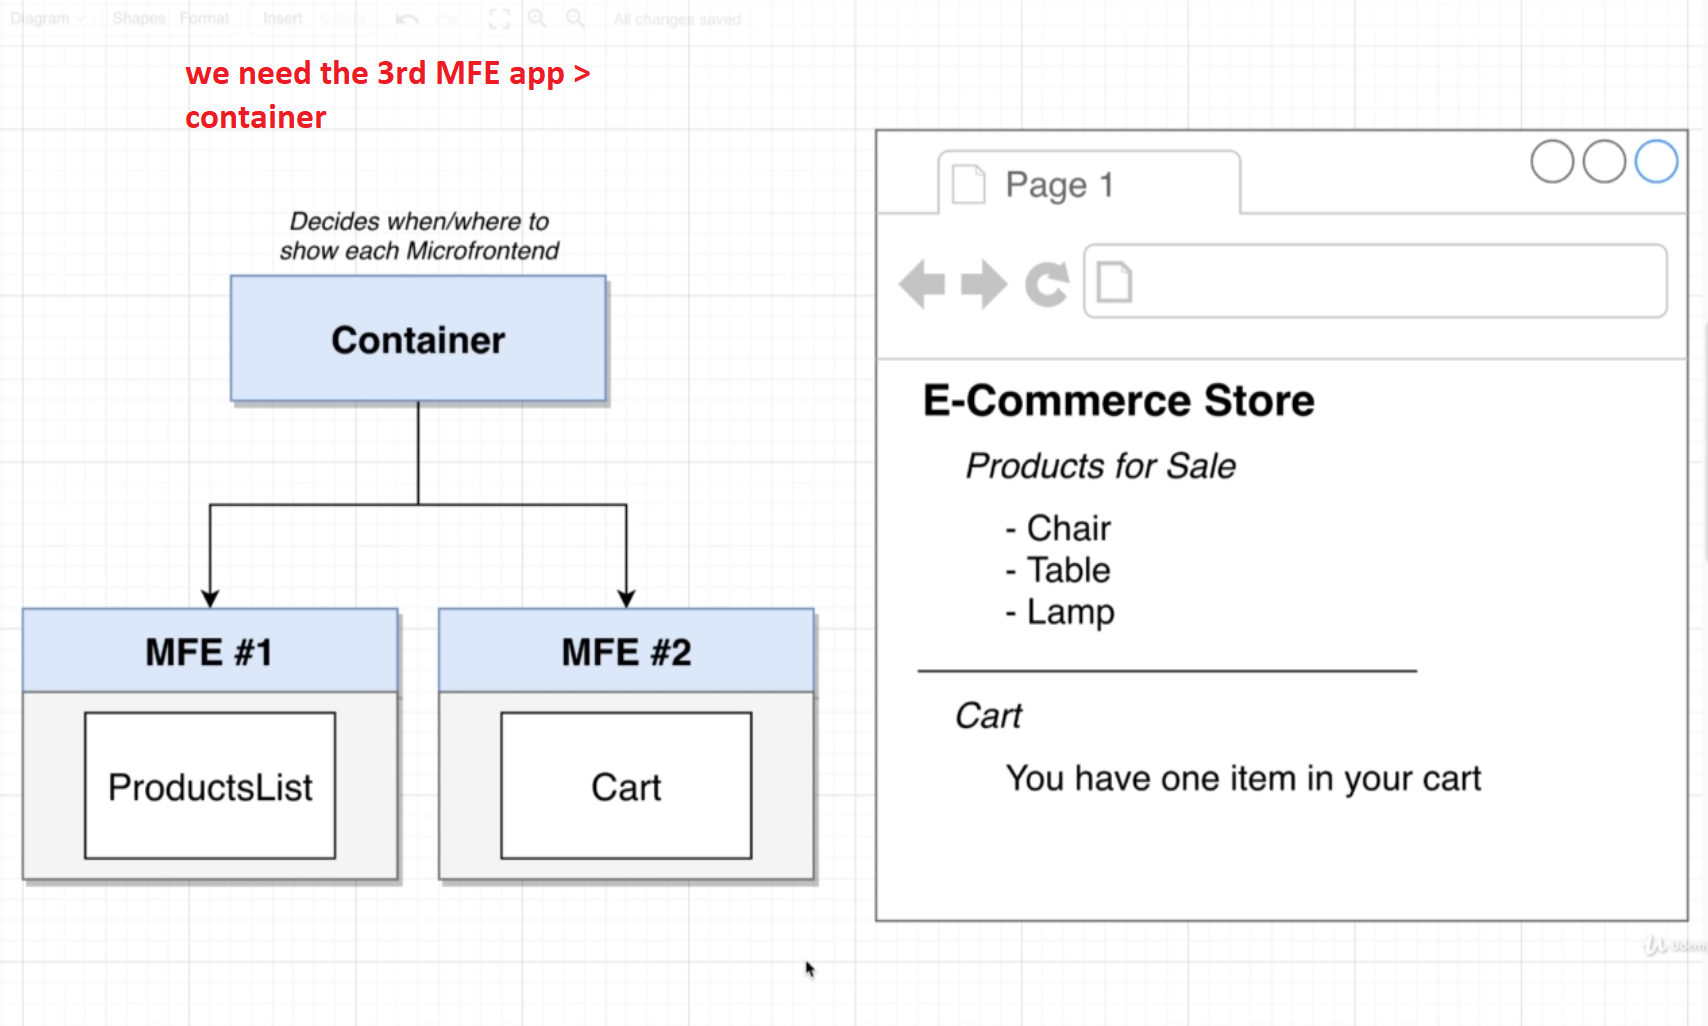 Diagram
Shapes Format Insert Delete All changes saved
we need the 3rd MFE app >
container
Decides when/where to
show each Microfrontend
Container
MFE #1
ProductsList
MFE #2
Cart
Page 1
E-Commerce Store
Products for Sale
- Chair
- Table
- Lamp
Cart
You have one item in your cart
Udemy